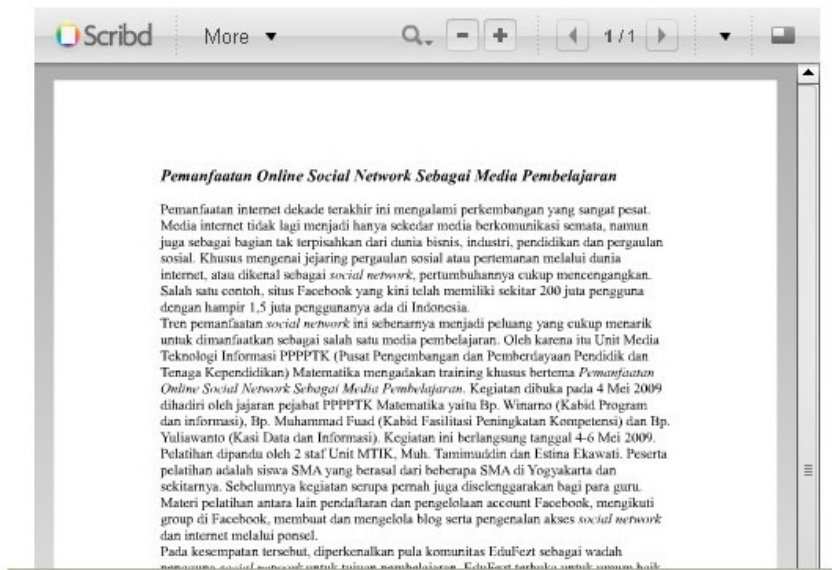 Scribd More 1/1
Pemanfaatan Online Social Network Sebagai Media Pembelajaran
Pemanfaatan internet dekade terakhir ini mengalami perkembangan yang sangat pesat.
Media internet tidak lagi menjadi hanya sekedar media berkomunikasi semata, namun
juga sebagai bagian tak terpisahkan dari dunia bisnis, industri, pendidikan dan pergaulan
sosial. Khusus mengenai jejaring pergaulan sosial atau pertemanan melalui dunia
internet, atau dikenal sebagai social network, pertumbuhannya cukup mencengangkan.
Salah satu contoh, situs Facebook yang kini telah memiliki sekitar 200 juta pengguna
dengan hampir 1,5 juta penggunanya ada di Indonesia.
Tren pemanfaatan social network ini sebenarnya menjadi peluang yang cukup menarik
untuk dimanfaatkan sebagai salah satu media pembelajaran. Oleh karena itu Unit Media
Teknologi Informasi PPPPTK (Pusat Pengembangan dan Pemberdayaan Pendidik dan
Tenaga Kependidikan) Matematika mengadakan training khusus bertema Pemanfaatan
Online Social Network Sebagai Media Pembelajaran. Kegiatan dibuka pada 4 Mei 2009
dihadiri oleh jajaran pejabat PPPPTK Matematika yaitu Bp. Winarno (Kabid Program
dan informasi), Bp. Muhammad Fuad (Kabid Fasilitasi Peningkatan Kompetensi) dan Bp.
Yuliawanto (Kasi Data dan Informasi). Kegiatan ini berlangsung tanggal 4-6 Mei 2009.
Pelatihan dipandu oleh 2 staf Unit MTIK, Muh. Tamimuddin dan Estina Ekawati. Peserta
pelatihan adalah siswa SMA yang berasal dari beberapa SMA di Yogyakarta dan
sekitarnya. Sebelumnya kegiatan serupa pernah juga diselenggarakan bagi para guru.
Materi pelatihan antara lain pendaftaran dan pengelolaan account Facebook, mengikuti
group di Facebook, membuat dan mengelola blog serta pengenalan akses social network
dan internet melalui ponsel.
Pada kesempatan tersebut, diperkenalkan pula komunitas EduFezt sebagai wadah
pengguna social network untuk tujuan pembelajaran. EduFezt terbuka untuk umum baik